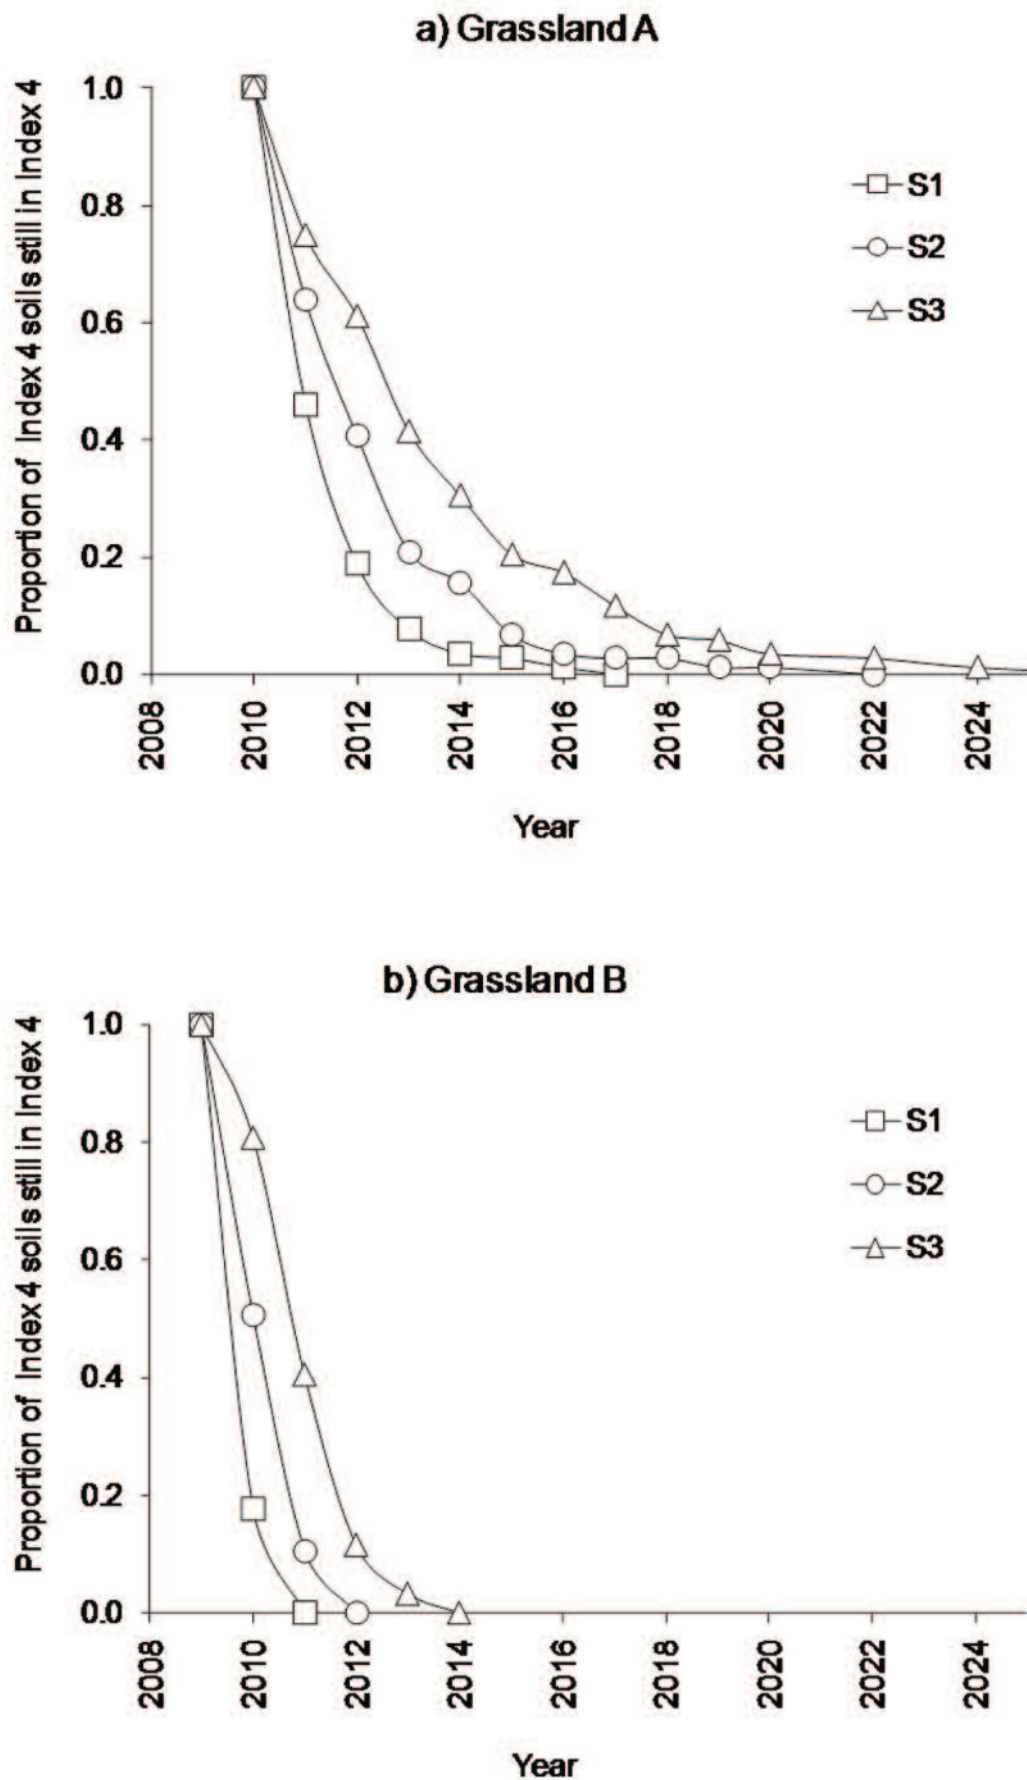 a) Grassland A
Proportion of Index 4 soils still in Index 4
1.0
0.8
0.6
0.4
0.2
0.0
S1
S2
S3
2008
2010
2012
2014
2016
2018
2020
2022
2024
Year
b) Grassland B
Proportion of Index 4 soils still in Index 4
1.0
0.8
0.6
0.4
0.2
0.0
S1
S2
S3
2008
2010
2012
2014
2016
2018
2020
2022
2024
Year